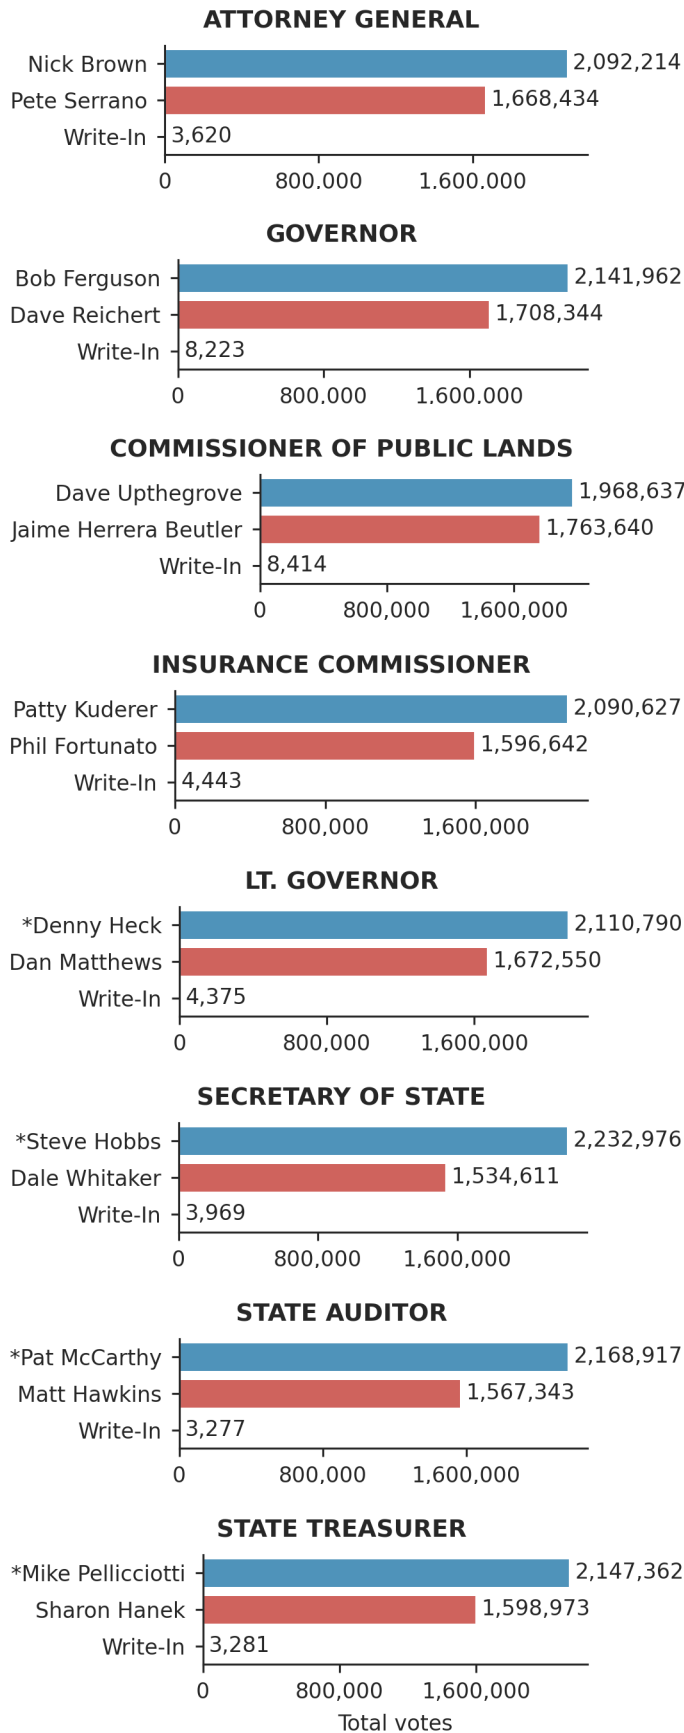 ATTORNEY GENERAL
Nick Brown 2,092,214
Pete Serrano 1,668,434
Write-In 3,620
0 800,000 1,600,000
GOVERNOR
Bob Ferguson 2,141,962
Dave Reichert 1,708,344
Write-In 8,223
0 800,000 1,600,000
COMMISSIONER OF PUBLIC LANDS
Dave Upthegrove 1,968,637
Jaime Herrera Beutler 1,763,640
Write-In 8,414
0 800,000 1,600,000
INSURANCE COMMISSIONER
Patty Kuderer 2,090,627
Phil Fortunato 1,596,642
Write-In 4,443
0 800,000 1,600,000
LT. GOVERNOR
*Denny Heck 2,110,790
Dan Matthews 1,672,550
Write-In 4,375
0 800,000 1,600,000
SECRETARY OF STATE
*Steve Hobbs 2,232,976
Dale Whitaker 1,534,611
Write-In 3,969
0 800,000 1,600,000
STATE AUDITOR
*Pat McCarthy 2,168,917
Matt Hawkins 1,567,343
Write-In 3,277
0 800,000 1,600,000
STATE TREASURER
*Mike Pellicciotti 2,147,362
Sharon Hanek 1,598,973
Write-In 3,281
0 800,000 1,600,000
Total votes